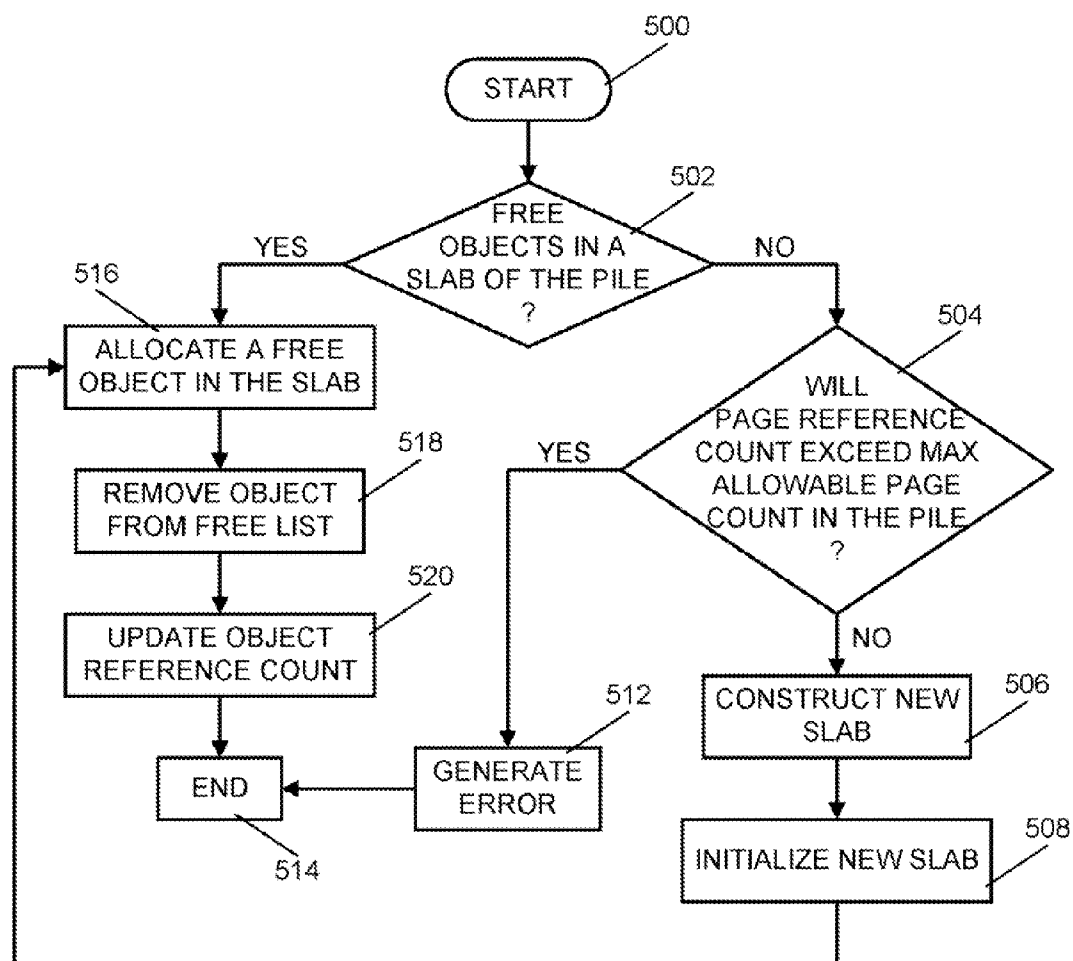 500
START
502
FREE
OBJECTS IN A
SLAB OF THE PILE
?
YES
NO
516
ALLOCATE A FREE
OBJECT IN THE SLAB
504
WILL
PAGE REFERENCE
COUNT EXCEED MAX
ALLOWABLE PAGE
COUNT IN THE PILE
?
YES
NO
518
REMOVE OBJECT
FROM FREE LIST
520
UPDATE OBJECT
REFERENCE COUNT
506
CONSTRUCT NEW
SLAB
512
GENERATE
ERROR
END
514
508
INITIALIZE NEW SLAB